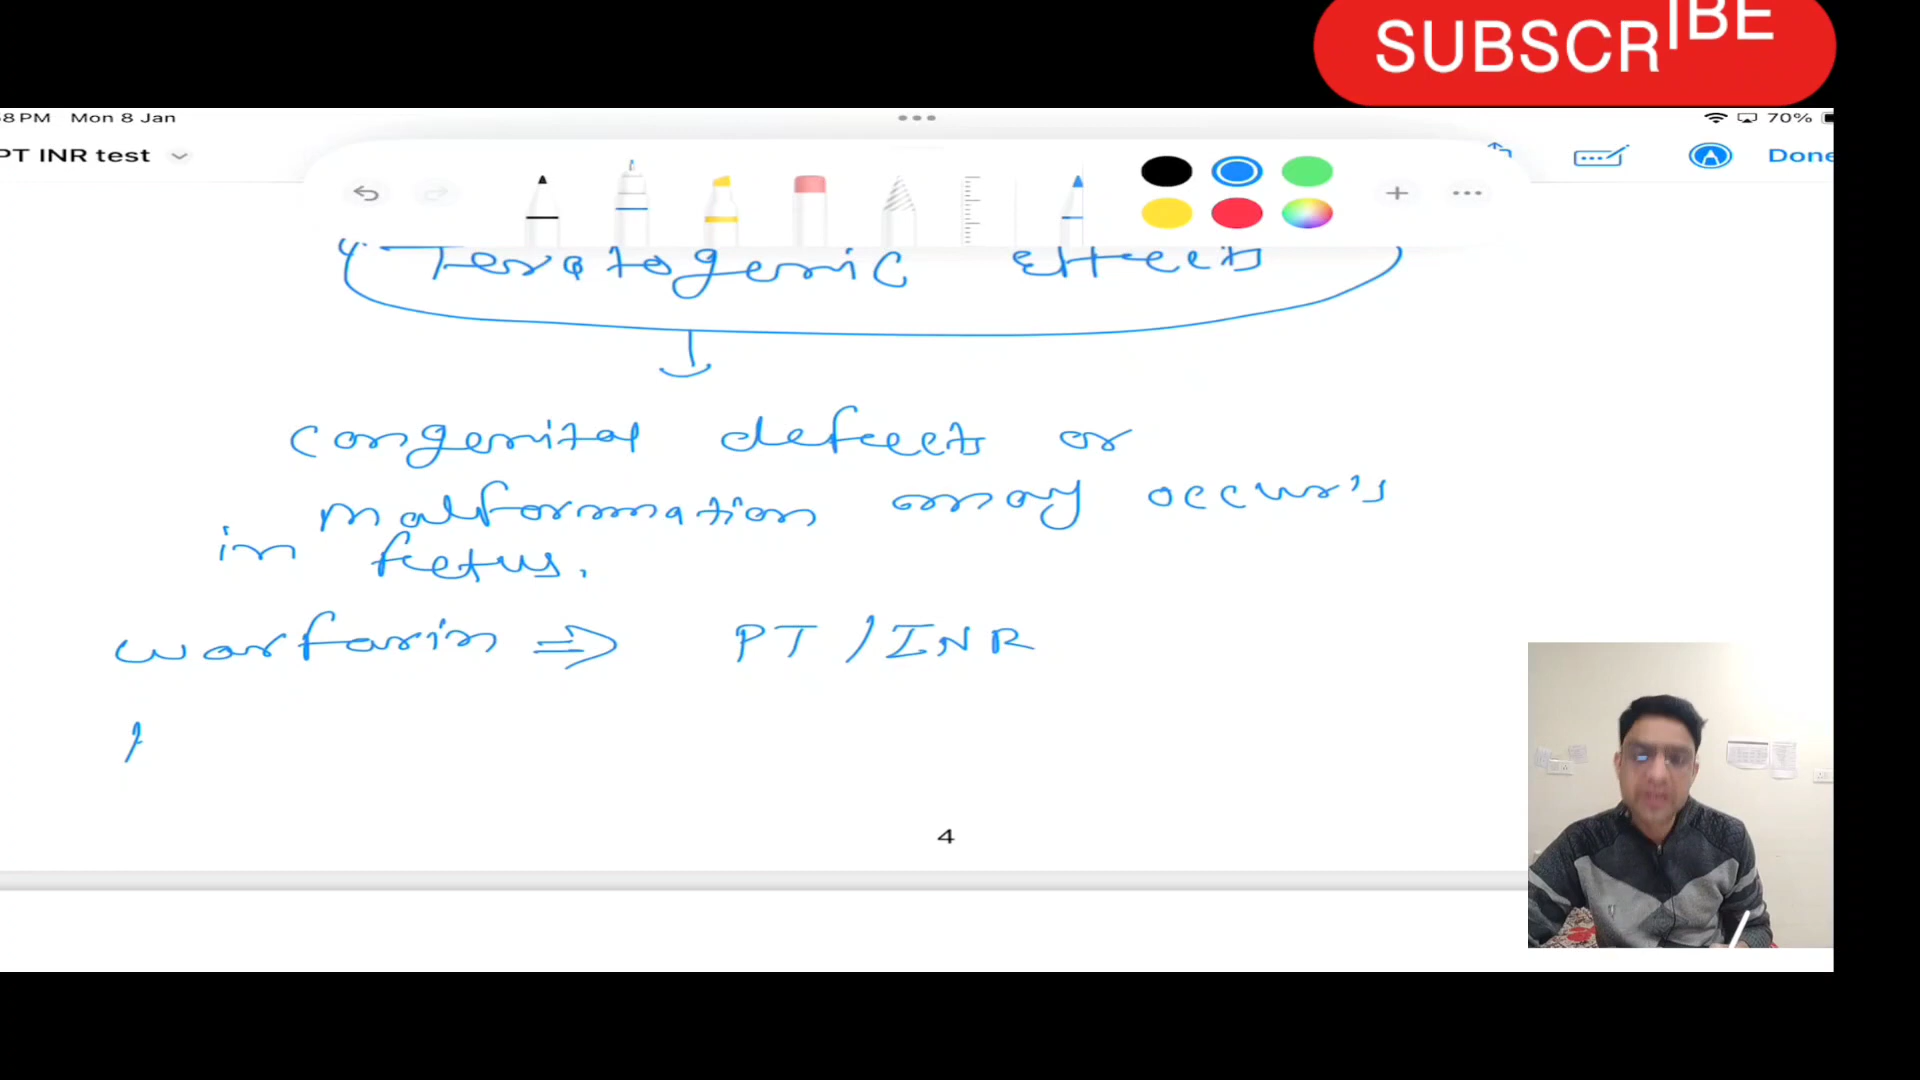 SUBSCRIBE
8 PM Mon 8 Jan
70%
PT INR test
Done
"Teratogenic Effects
congenital defects or
malformation may occur's
in fetus.
warfarin ⇒ PT / INR
4